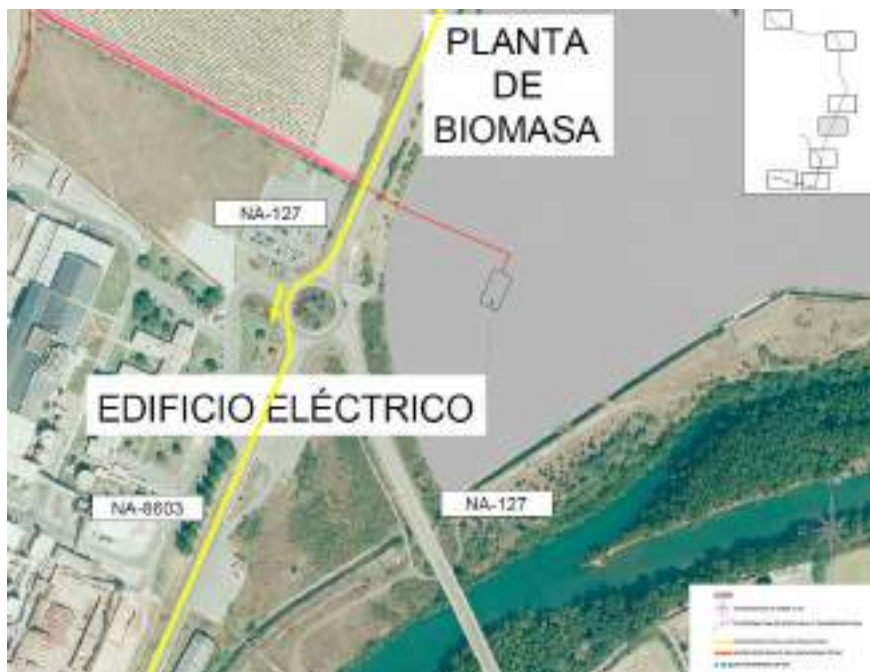 PLANTA
DE
BIOMASA
NA-127
EDIFICIO ELÉCTRICO
NA-8603
NA-127